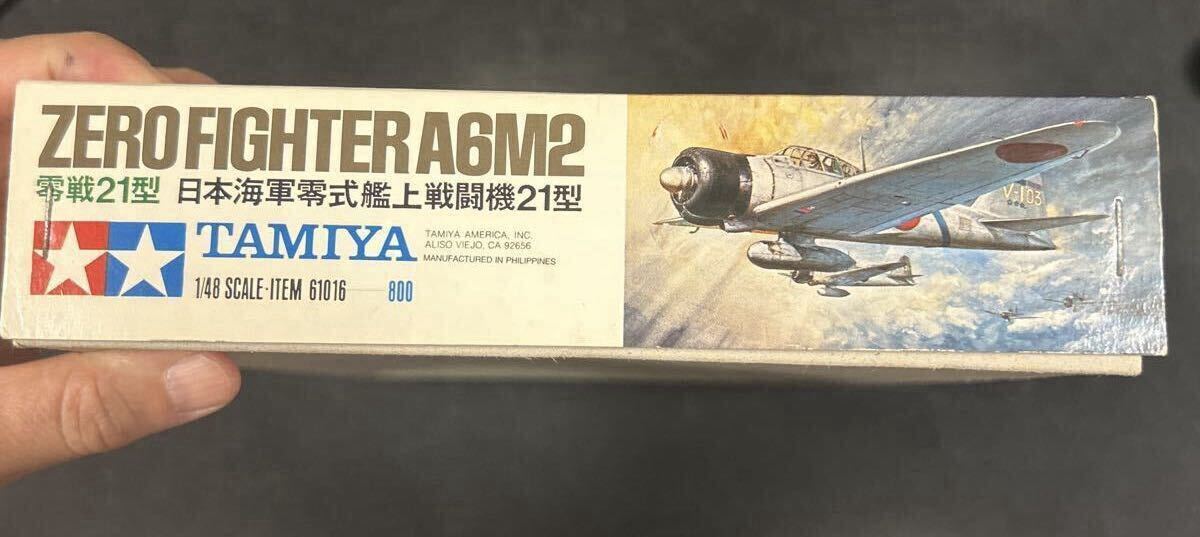 ZERO FIGHTER A6M2
零戦21型 日本海軍零式艦上戦闘機21型
TAMIYA
TAMIYA AMERICA, INC.
ALISO VIEJO, CA 92656
MANUFACTURED IN PHILIPPINES
1/48 SCALE·ITEM 61016 800
V-103